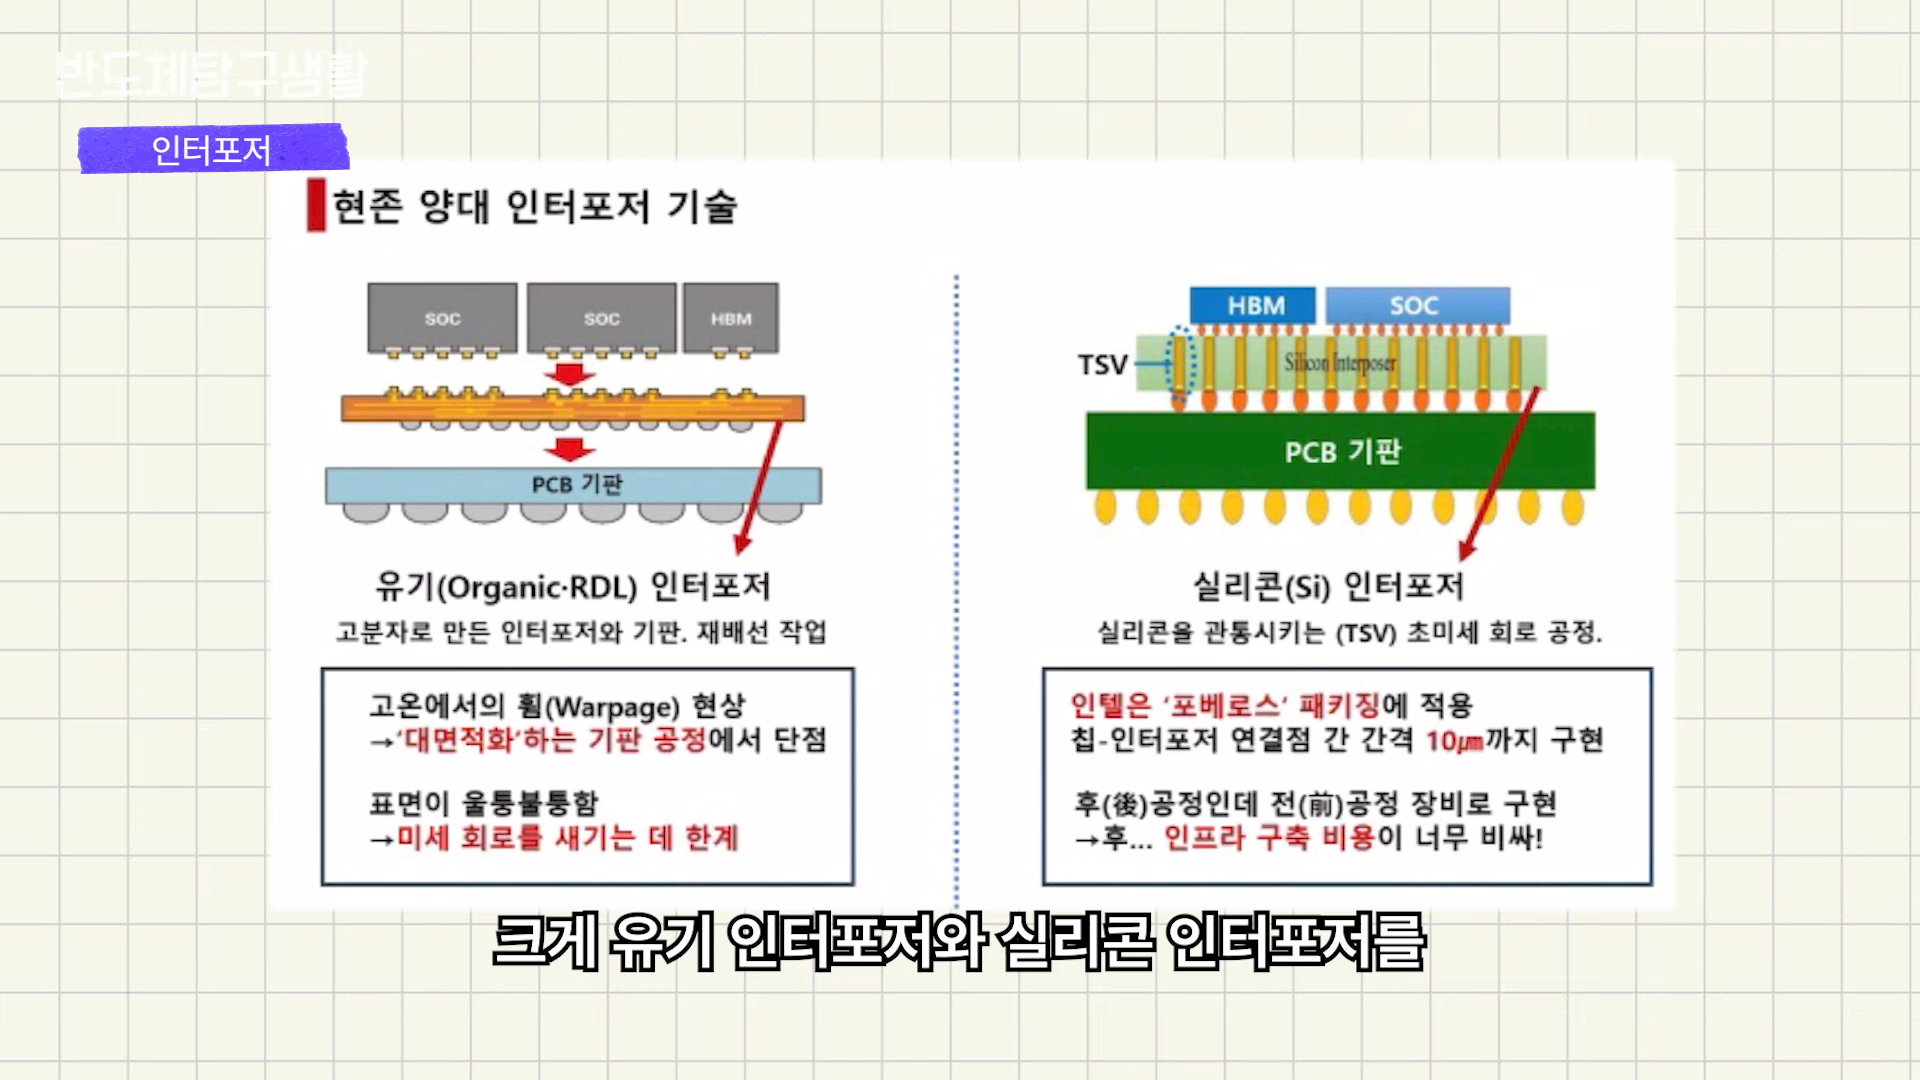 반도체탐구생활
인터포저
현존 양대 인터포저 기술
SOC
SOC
HBM
PCB 기판
유기(Organic·RDL) 인터포저
고분자로 만든 인터포저와 기판. 재배선 작업
고온에서의 휨(Warpage) 현상
→‘대면적화’하는 기판 공정에서 단점
표면이 울퉁불퉁함
→미세 회로를 새기는 데 한계
HBM
SOC
TSV
Silicon Interposer
PCB 기판
실리콘(Si) 인터포저
실리콘을 관통시키는 (TSV) 초미세 회로 공정.
인텔은 ‘포베로스’ 패키징에 적용
칩-인터포저 연결점 간 간격 10㎛까지 구현
후(後)공정인데 전(前)공정 장비로 구현
→후... 인프라 구축 비용이 너무 비싸!
크게 유기 인터포저와 실리콘 인터포저를